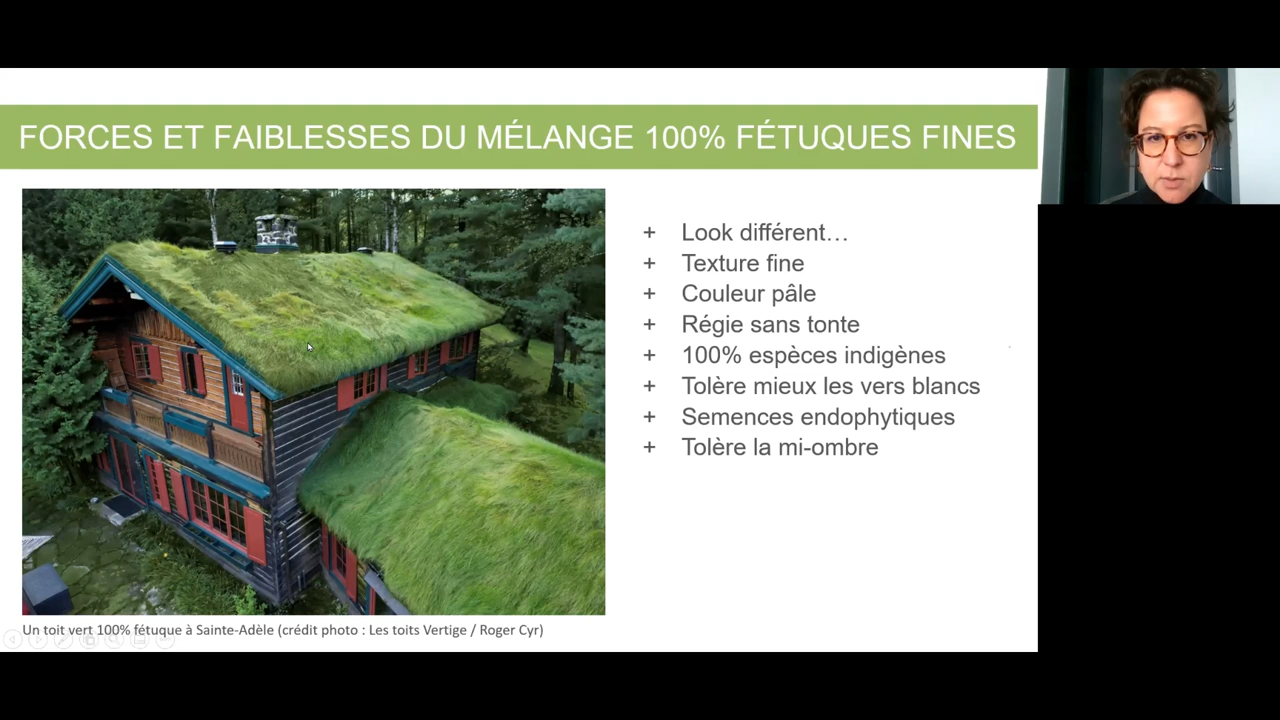 FORCES ET FAIBLESSES DU MÉLANGE 100% FÉTUQUES FINES
+ Look différent…
+ Texture fine
+ Couleur pâle
+ Régie sans tonte
+ 100% espèces indigènes
+ Tolère mieux les vers blancs
+ Semences endophytiques
+ Tolère la mi-ombre
Un toit vert 100% fétuque à Sainte-Adèle (crédit photo : Les toits Vertige / Roger Cyr)